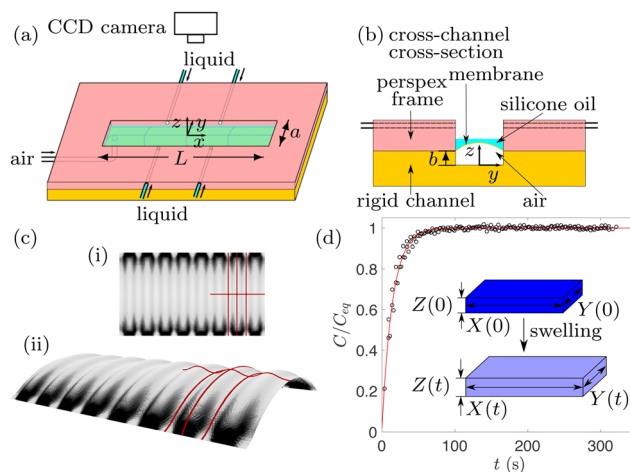 (a)
CCD camera
liquid
z
y
x
a
air
L
liquid
(b) cross-channel
cross-section
membrane
perspex
frame
silicone oil
b
z
y
rigid channel
air
(c)
(i)
(ii)
(d)
C/C_eq
1
0.8
0.6
0.4
0.2
0
0 100 200 300
t (s)
Z(0)
X(0)
Y(0)
swelling
Z(t)
X(t)
Y(t)